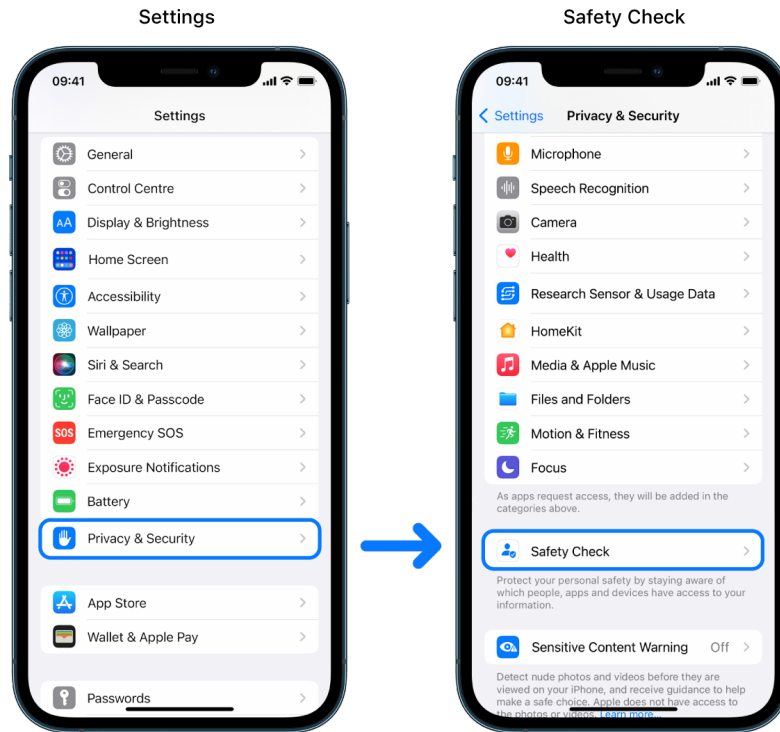 Settings
09:41
Settings
General
Control Centre
AA Display & Brightness
Home Screen
Accessibility
Wallpaper
Siri & Search
Face ID & Passcode
SOS Emergency SOS
Exposure Notifications
Battery
Privacy & Security
App Store
Wallet & Apple Pay
Passwords
Safety Check
09:41
Settings Privacy & Security
Microphone
Speech Recognition
Camera
Health
Research Sensor & Usage Data
HomeKit
Media & Apple Music
Files and Folders
Motion & Fitness
Focus
As apps request access, they will be added in the
categories above.
Safety Check
Protect your personal safety by staying aware of
which people, apps and devices have access to your
information.
Sensitive Content Warning Off
Detect nude photos and videos before they are
viewed on your iPhone, and receive guidance to help
make a safe choice. Apple does not have access to
the photos or videos. Learn more...